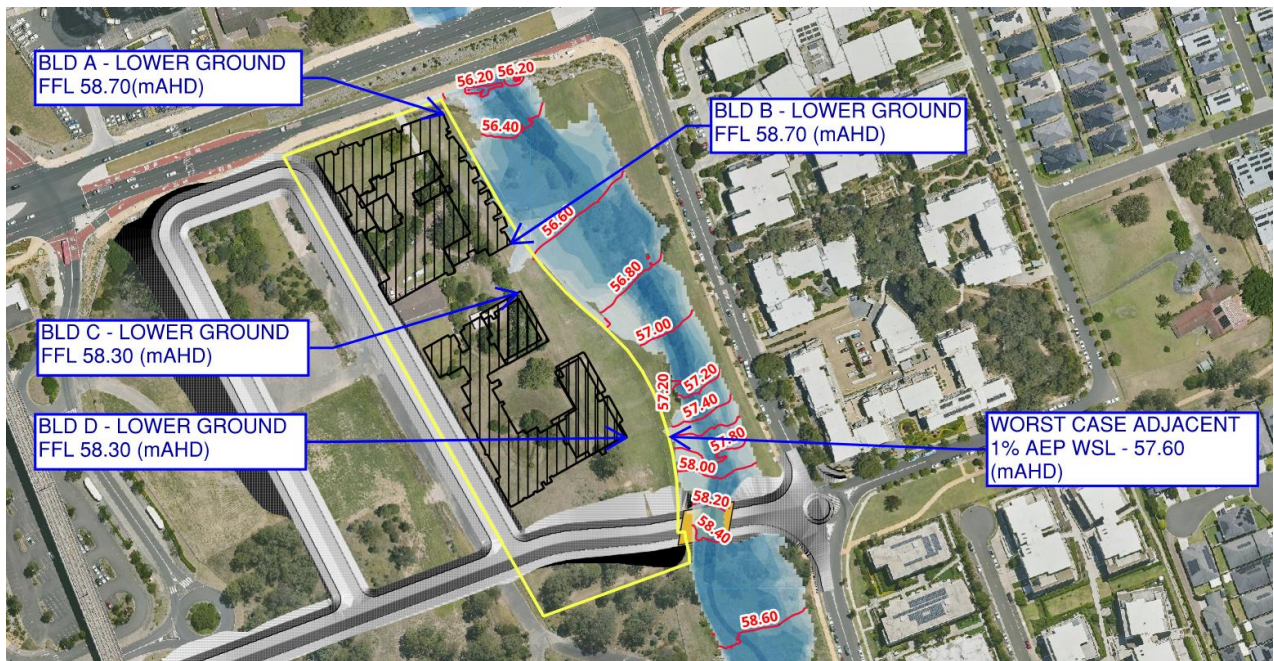 BLD A - LOWER GROUND
FFL 58.70(mAHD)
56.20 56.20
56.40
BLD B - LOWER GROUND
FFL 58.70 (mAHD)
56.60
56.80
57.00
BLD C - LOWER GROUND
FFL 58.30 (mAHD)
57.20
57.20
57.40
BLD D - LOWER GROUND
FFL 58.30 (mAHD)
57.80
WORST CASE ADJACENT
1% AEP WSL - 57.60
(mAHD)
58.00
58.20
58.40
58.60